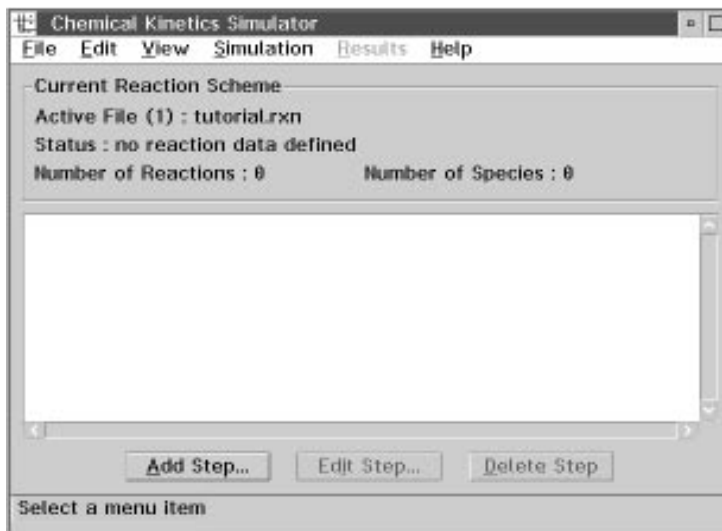 Chemical Kinetics Simulator
File Edit View Simulation Results Help
Current Reaction Scheme
Active File (1) : tutorial.rxn
Status : no reaction data defined
Number of Reactions : 0 Number of Species : 0
Add Step... Edit Step... Delete Step
Select a menu item